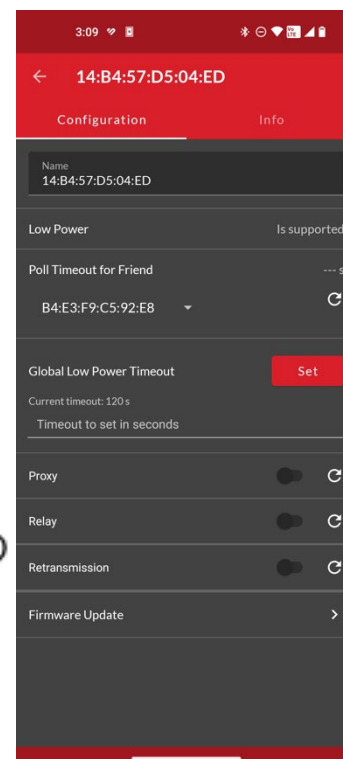 3:09
Vo LTE
14:B4:57:D5:04:ED
Configuration
Info
Name
14:B4:57:D5:04:ED
Low Power
Is supported
Poll Timeout for Friend
--- s
B4:E3:F9:C5:92:E8
Global Low Power Timeout
Set
Current timeout: 120 s
Timeout to set in seconds
Proxy
Relay
Retransmission
Firmware Update